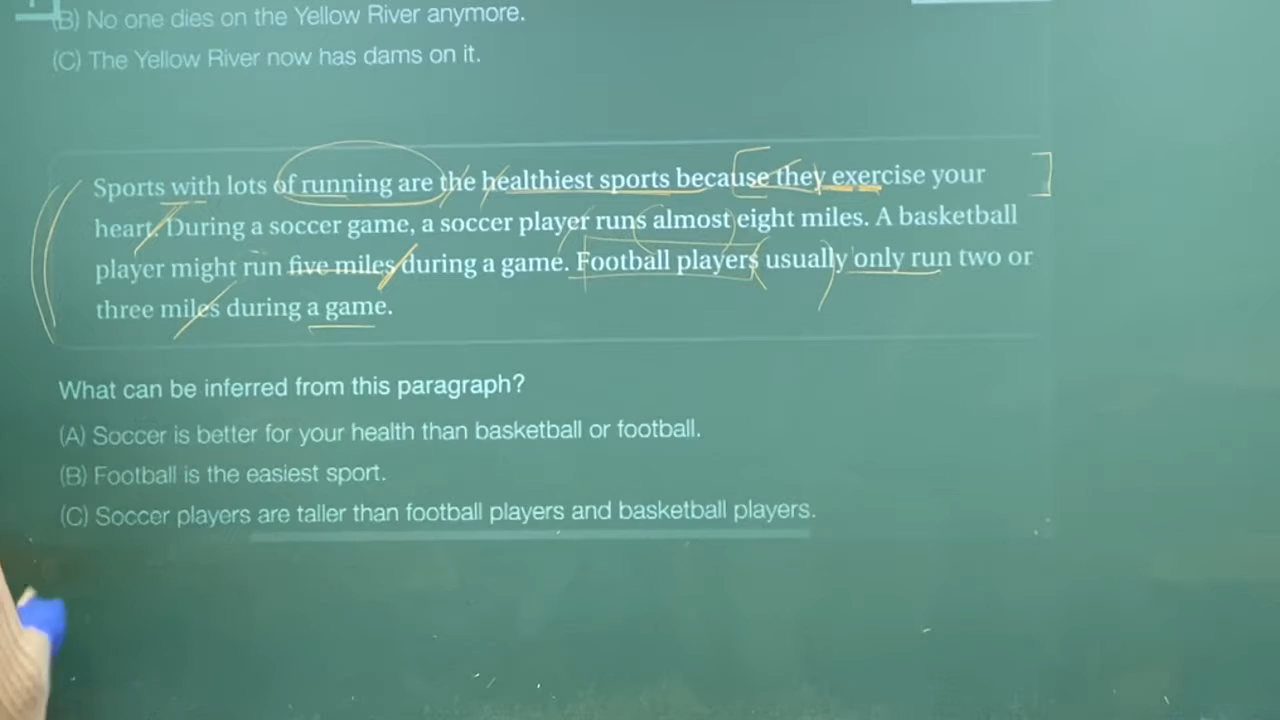 (B) No one dies on the Yellow River anymore.
(C) The Yellow River now has dams on it.
Sports with lots of running are the healthiest sports because they exercise your
heart. During a soccer game, a soccer player runs almost eight miles. A basketball
player might run five miles during a game. Football players usually only run two or
three miles during a game.
What can be inferred from this paragraph?
(A) Soccer is better for your health than basketball or football.
(B) Football is the easiest sport.
(C) Soccer players are taller than football players and basketball players.